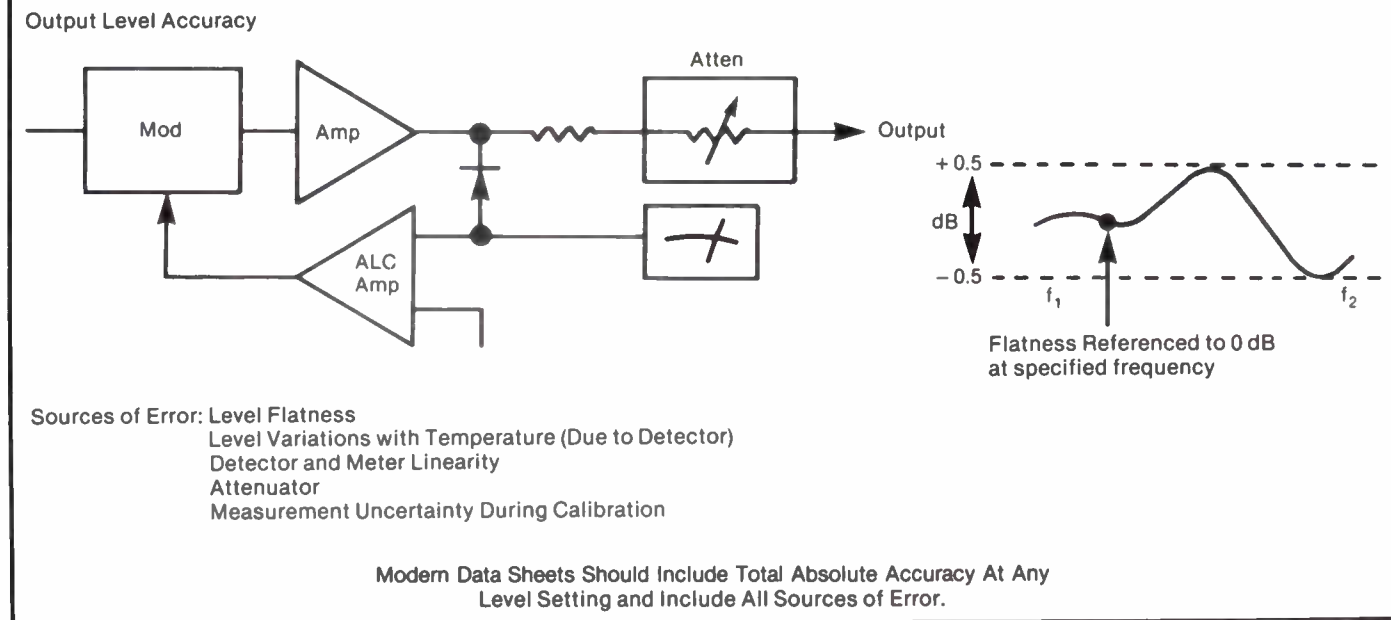 Output Level Accuracy
Atten
Mod
Amp
Output
ALC
Amp
+ 0.5
dB
− 0.5
f₁
f₂
Flatness Referenced to 0 dB
at specified frequency
Sources of Error: Level Flatness
Level Variations with Temperature (Due to Detector)
Detector and Meter Linearity
Attenuator
Measurement Uncertainty During Calibration
Modern Data Sheets Should Include Total Absolute Accuracy At Any
Level Setting and Include All Sources of Error.